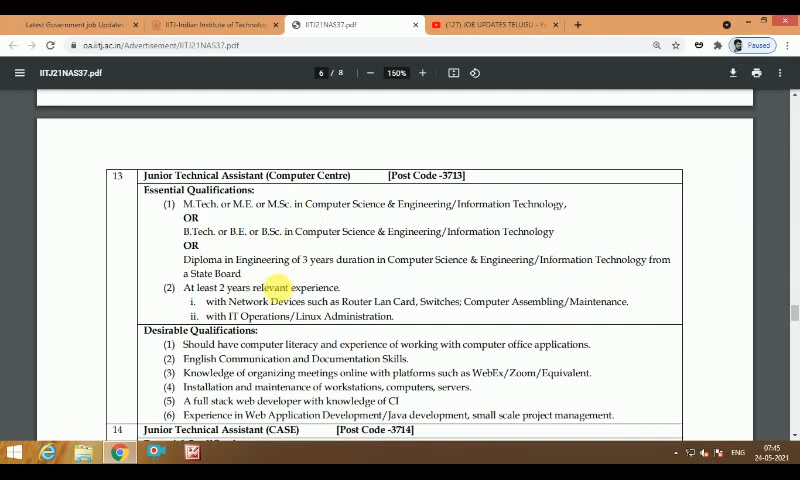 Latest Government job Updates
IITJ-Indian Institute of Technolo
IITJ21NAS37.pdf
(127) JOB UPDATES TELUGU - Y
oa.iitj.ac.in/Advertisement/IITJ21NAS37.pdf
Paused
IITJ21NAS37.pdf
6 / 8
150%
13 Junior Technical Assistant (Computer Centre) [Post Code -3713]
Essential Qualifications:
(1) M.Tech. or M.E. or M.Sc. in Computer Science & Engineering/Information Technology,
OR
B.Tech. or B.E. or B.Sc. in Computer Science & Engineering/Information Technology
OR
Diploma in Engineering of 3 years duration in Computer Science & Engineering/Information Technology from
a State Board
(2) At least 2 years relevant experience.
i. with Network Devices such as Router Lan Card, Switches; Computer Assembling/Maintenance.
ii. with IT Operations/Linux Administration.
Desirable Qualifications:
(1) Should have computer literacy and experience of working with computer office applications.
(2) English Communication and Documentation Skills.
(3) Knowledge of organizing meetings online with platforms such as WebEx/Zoom/Equivalent.
(4) Installation and maintenance of workstations, computers, servers.
(5) A full stack web developer with knowledge of CI
(6) Experience in Web Application Development/Java development, small scale project management.
14 Junior Technical Assistant (CASE) [Post Code -3714]
ENG
07:45
24-05-2021